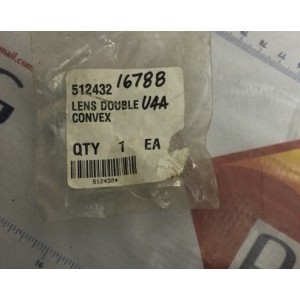 512432 16788
LENS DOUBLE U4A
CONVEX
QTY 1 EA
512432*